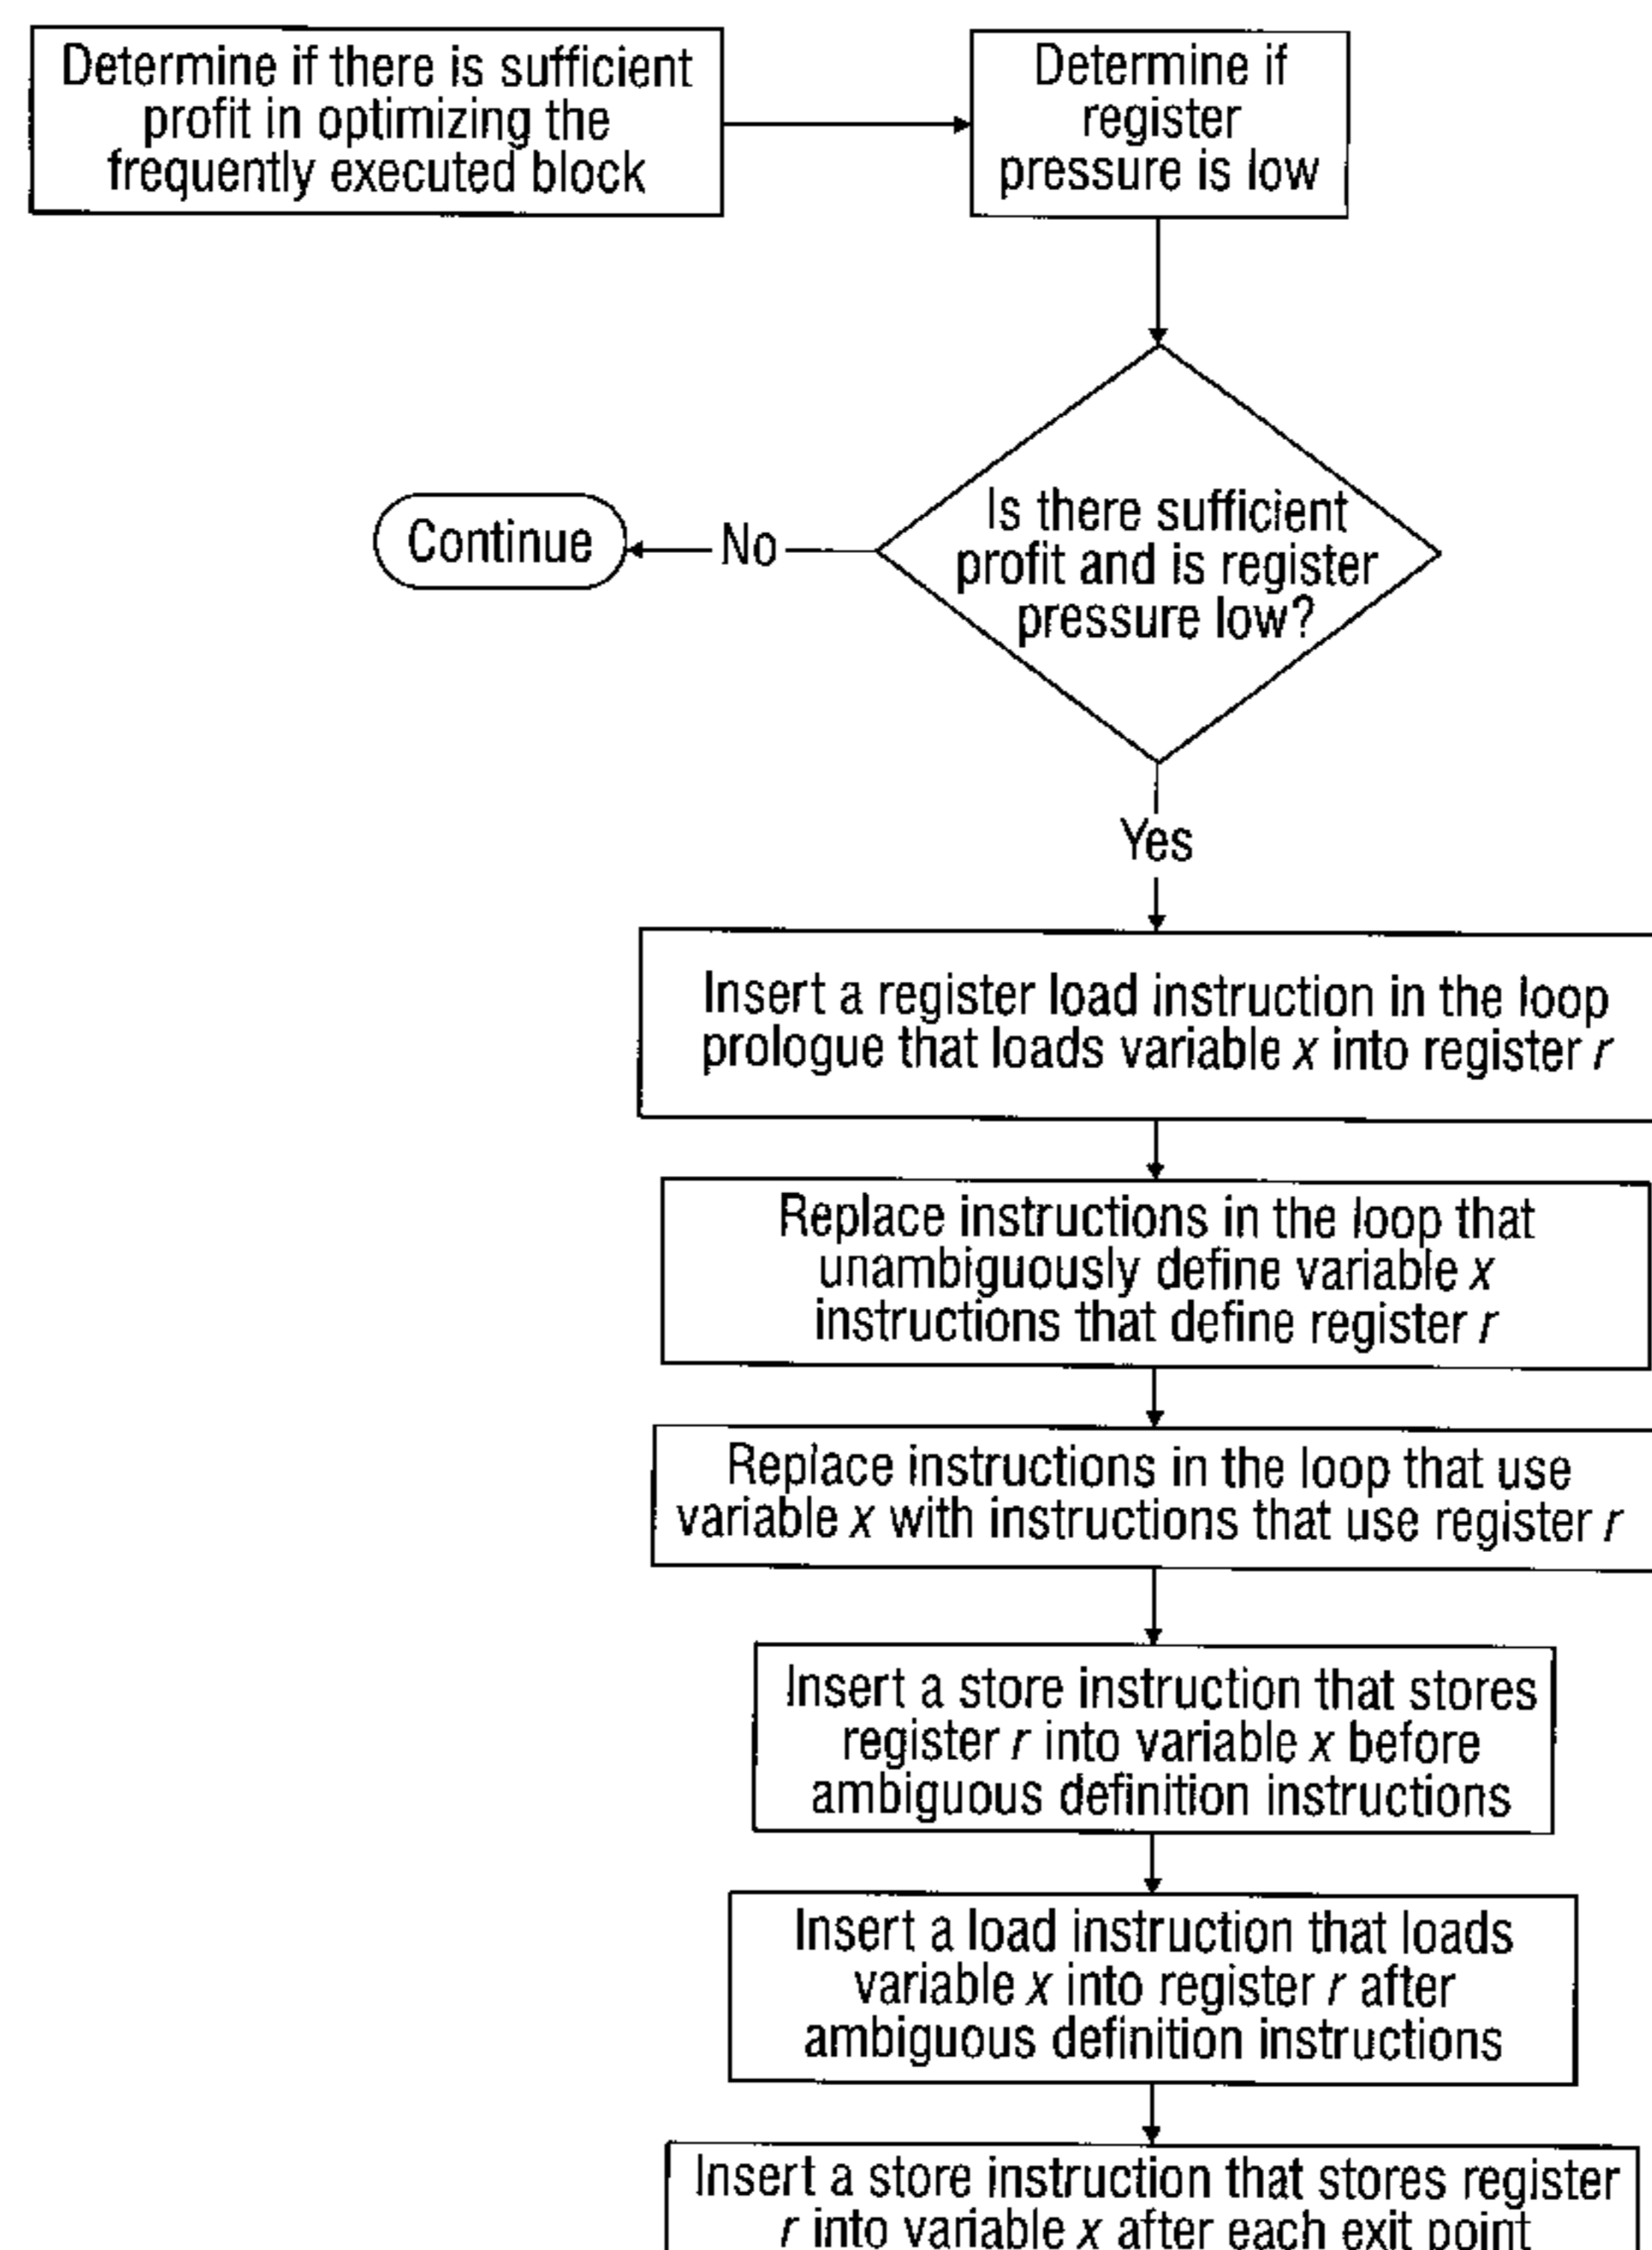 Determine if there is sufficient
profit in optimizing the
frequently executed block
Determine if
register
pressure is low
Is there sufficient
profit and is register
pressure low?
No
Continue
Yes
Insert a register load instruction in the loop
prologue that loads variable x into register r
Replace instructions in the loop that
unambiguously define variable x
instructions that define register r
Replace instructions in the loop that use
variable x with instructions that use register r
Insert a store instruction that stores
register r into variable x before
ambiguous definition instructions
Insert a load instruction that loads
variable x into register r after
ambiguous definition instructions
Insert a store instruction that stores register
r into variable x after each exit point